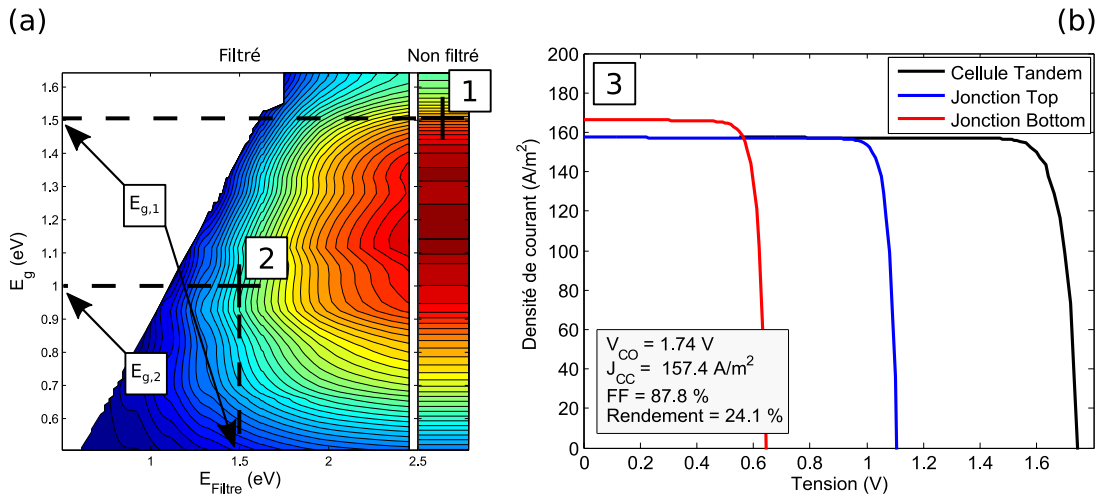 (a)
Filtré
Non filtré
1
2
E_g,1
E_g,2
1.6
1.5
1.4
1.3
1.2
1.1
1
0.9
0.8
0.7
0.6
E_g (eV)
1
1.5
2
2.5
E_Filtre (eV)
(b)
3
Cellule Tandem
Jonction Top
Jonction Bottom
200
180
160
140
120
100
80
60
40
20
0
Densité de courant (A/m²)
V_CO = 1.74 V
J_CC = 157.4 A/m²
FF = 87.8 %
Rendement = 24.1 %
0
0.2
0.4
0.6
0.8
1
1.2
1.4
1.6
Tension (V)